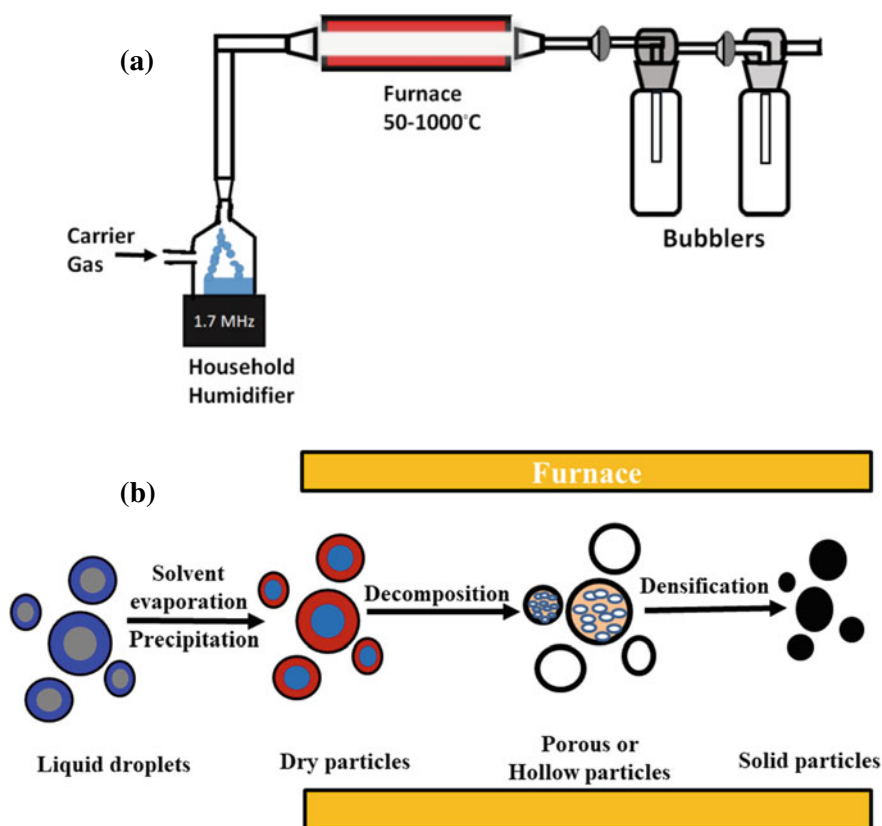 (a)
Furnace
50-1000°C
Carrier
Gas
Bubblers
1.7 MHz
Household
Humidifier
(b)
Furnace
Solvent
evaporation
Precipitation
Decomposition
Densification
Liquid droplets
Dry particles
Porous or
Hollow particles
Solid particles